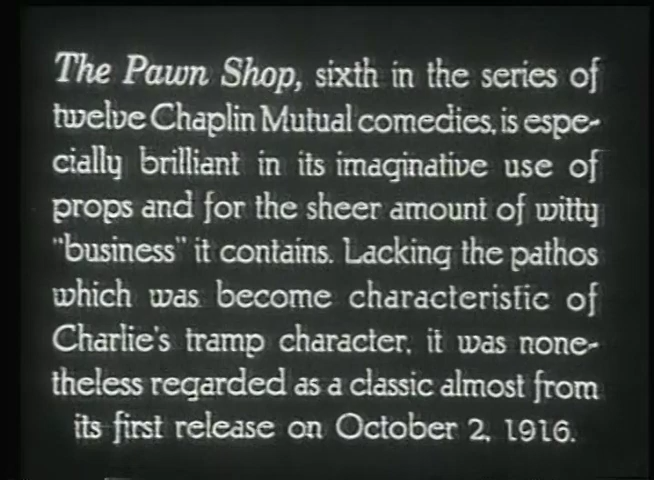 The Pawn Shop, sixth in the series of
twelve Chaplin Mutual comedies, is espe-
cially brilliant in its imaginative use of
props and for the sheer amount of witty
"business" it contains. Lacking the pathos
which was become characteristic of
Charlie's tramp character, it was none-
theless regarded as a classic almost from
its first release on October 2, 1916.